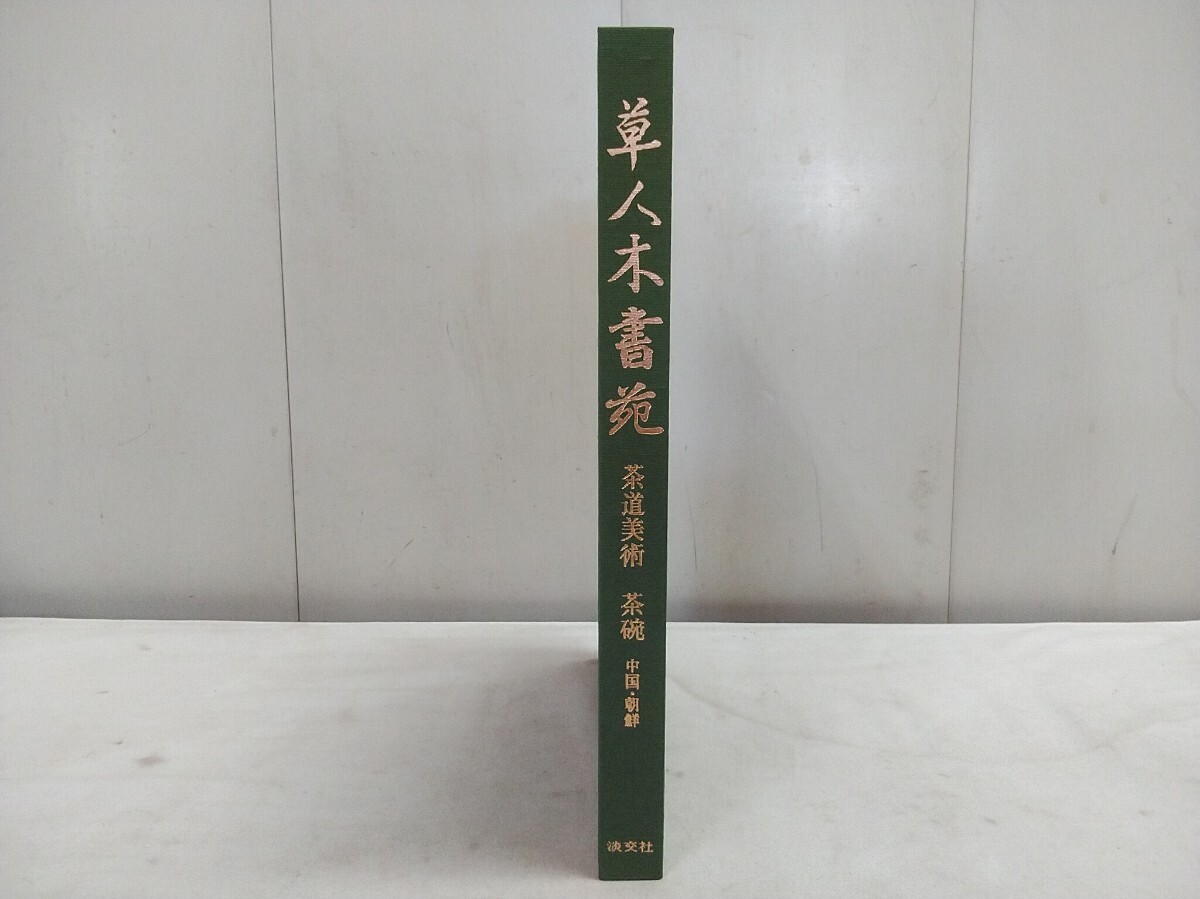 草人木書苑
茶道美術 茶碗 中国・朝鮮
淡交社